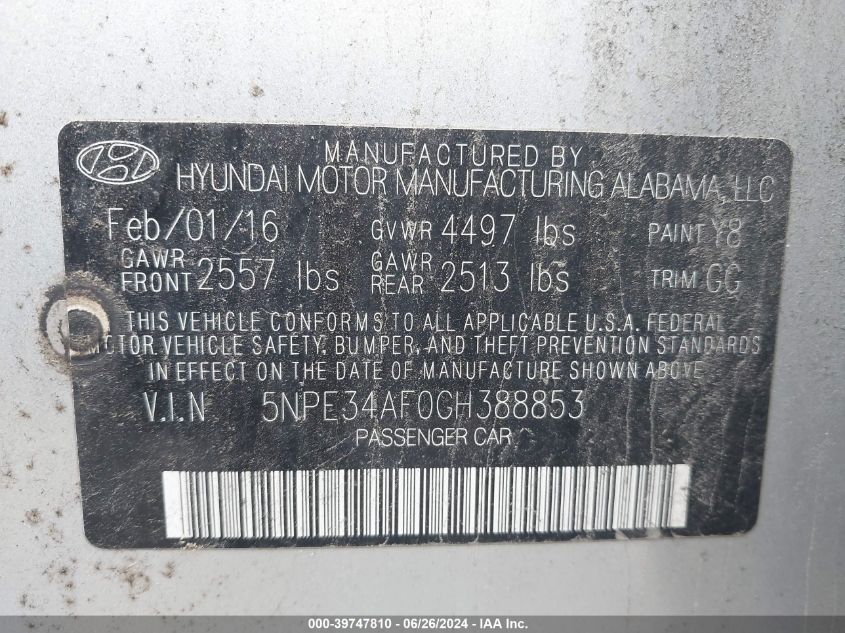 MANUFACTURED BY
HYUNDAI MOTOR MANUFACTURING ALABAMA, LLC
Feb/01/16 GVWR 4497 lbs PAINT Y8
GAWR FRONT 2557 lbs GAWR REAR 2513 lbs TRIM GG
THIS VEHICLE CONFORMS TO ALL APPLICABLE U.S.A. FEDERAL
MOTOR VEHICLE SAFETY, BUMPER, AND THEFT PREVENTION STANDARDS
IN EFFECT ON THE DATE OF MANUFACTURE SHOWN ABOVE.
V.I.N 5NPE34AF0GH388853
PASSENGER CAR
000-39747810 - 06/26/2024 - IAA, Inc.